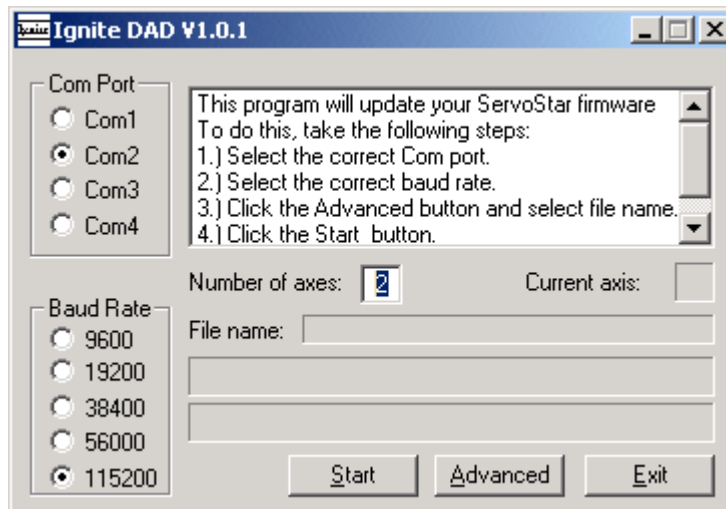 Ignite DAD V1.0.1
Com Port
Com1
Com2
Com3
Com4
This program will update your ServoStar firmware
To do this, take the following steps:
1.) Select the correct Com port.
2.) Select the correct baud rate.
3.) Click the Advanced button and select file name.
4.) Click the Start button.
Number of axes: 2
Current axis:
File name:
Baud Rate
9600
19200
38400
56000
115200
Start
Advanced
Exit